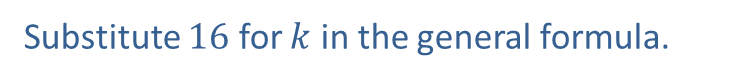 Substitute 16 for k in the general formula.